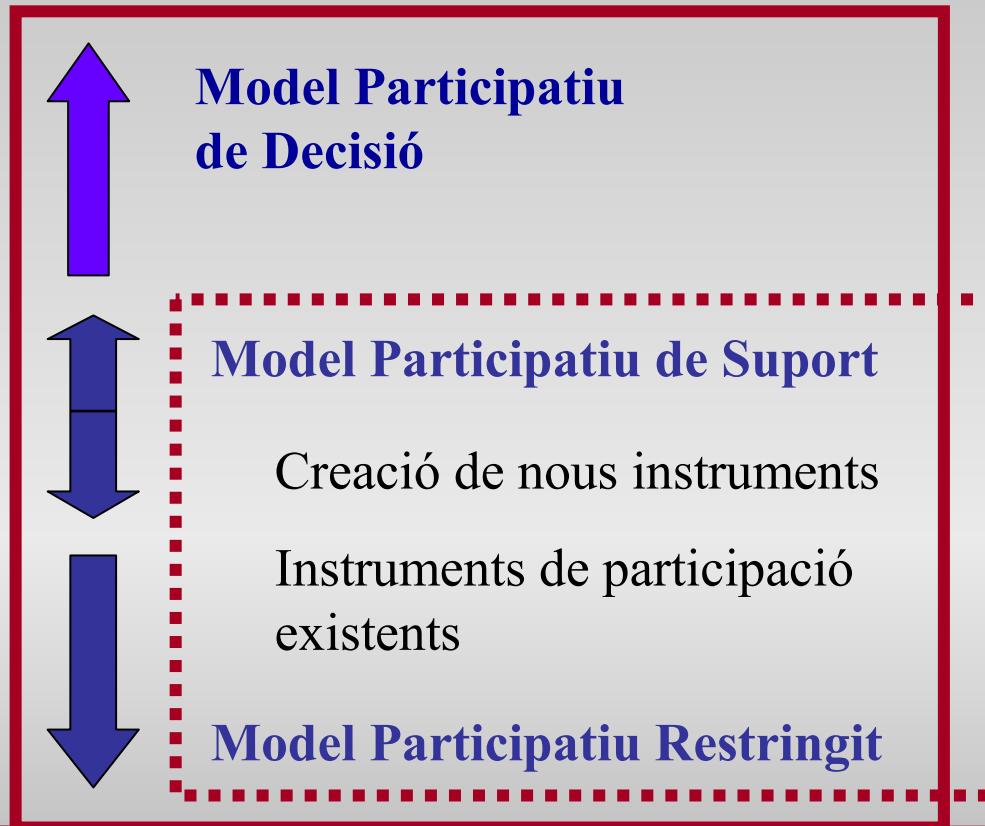 Model Participatiu
de Decisió
Model Participatiu de Suport
Creació de nous instruments
Instruments de participació
existents
Model Participatiu Restringit